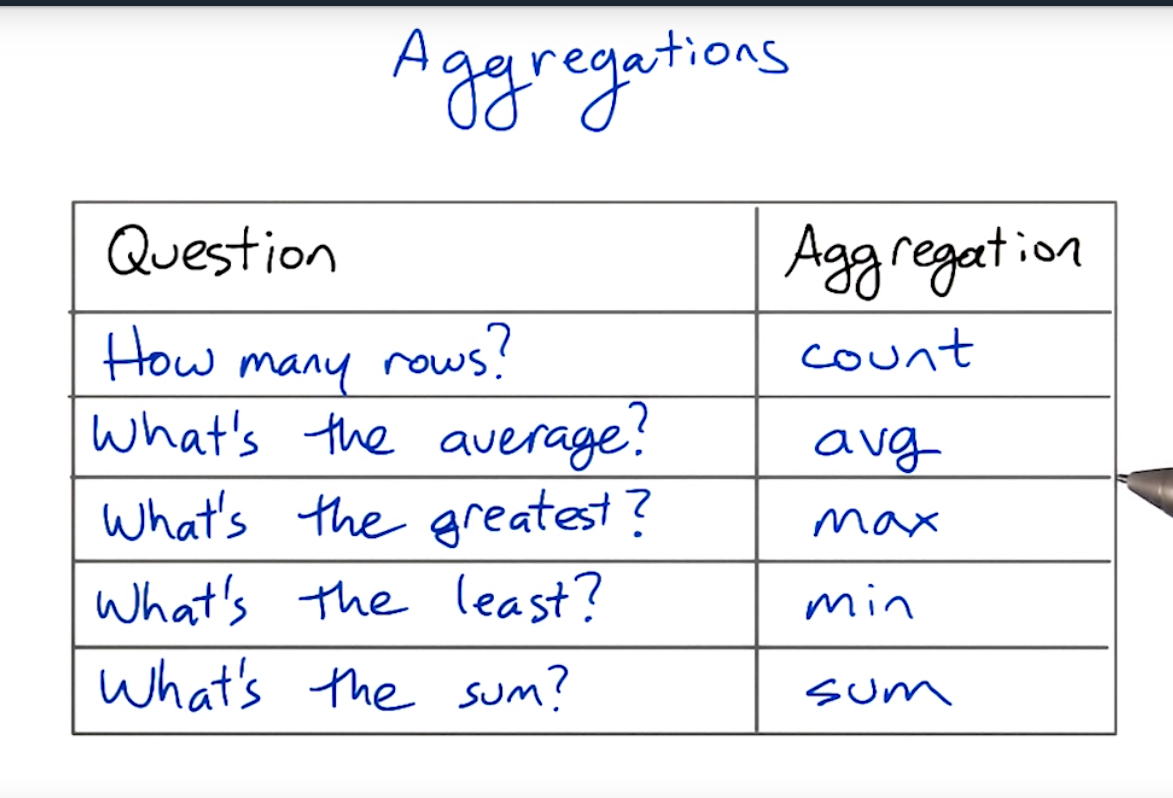 Aggregations
Question Aggregation
How many rows? count
What's the average? avg
What's the greatest? max
What's the least? min
What's the sum? sum